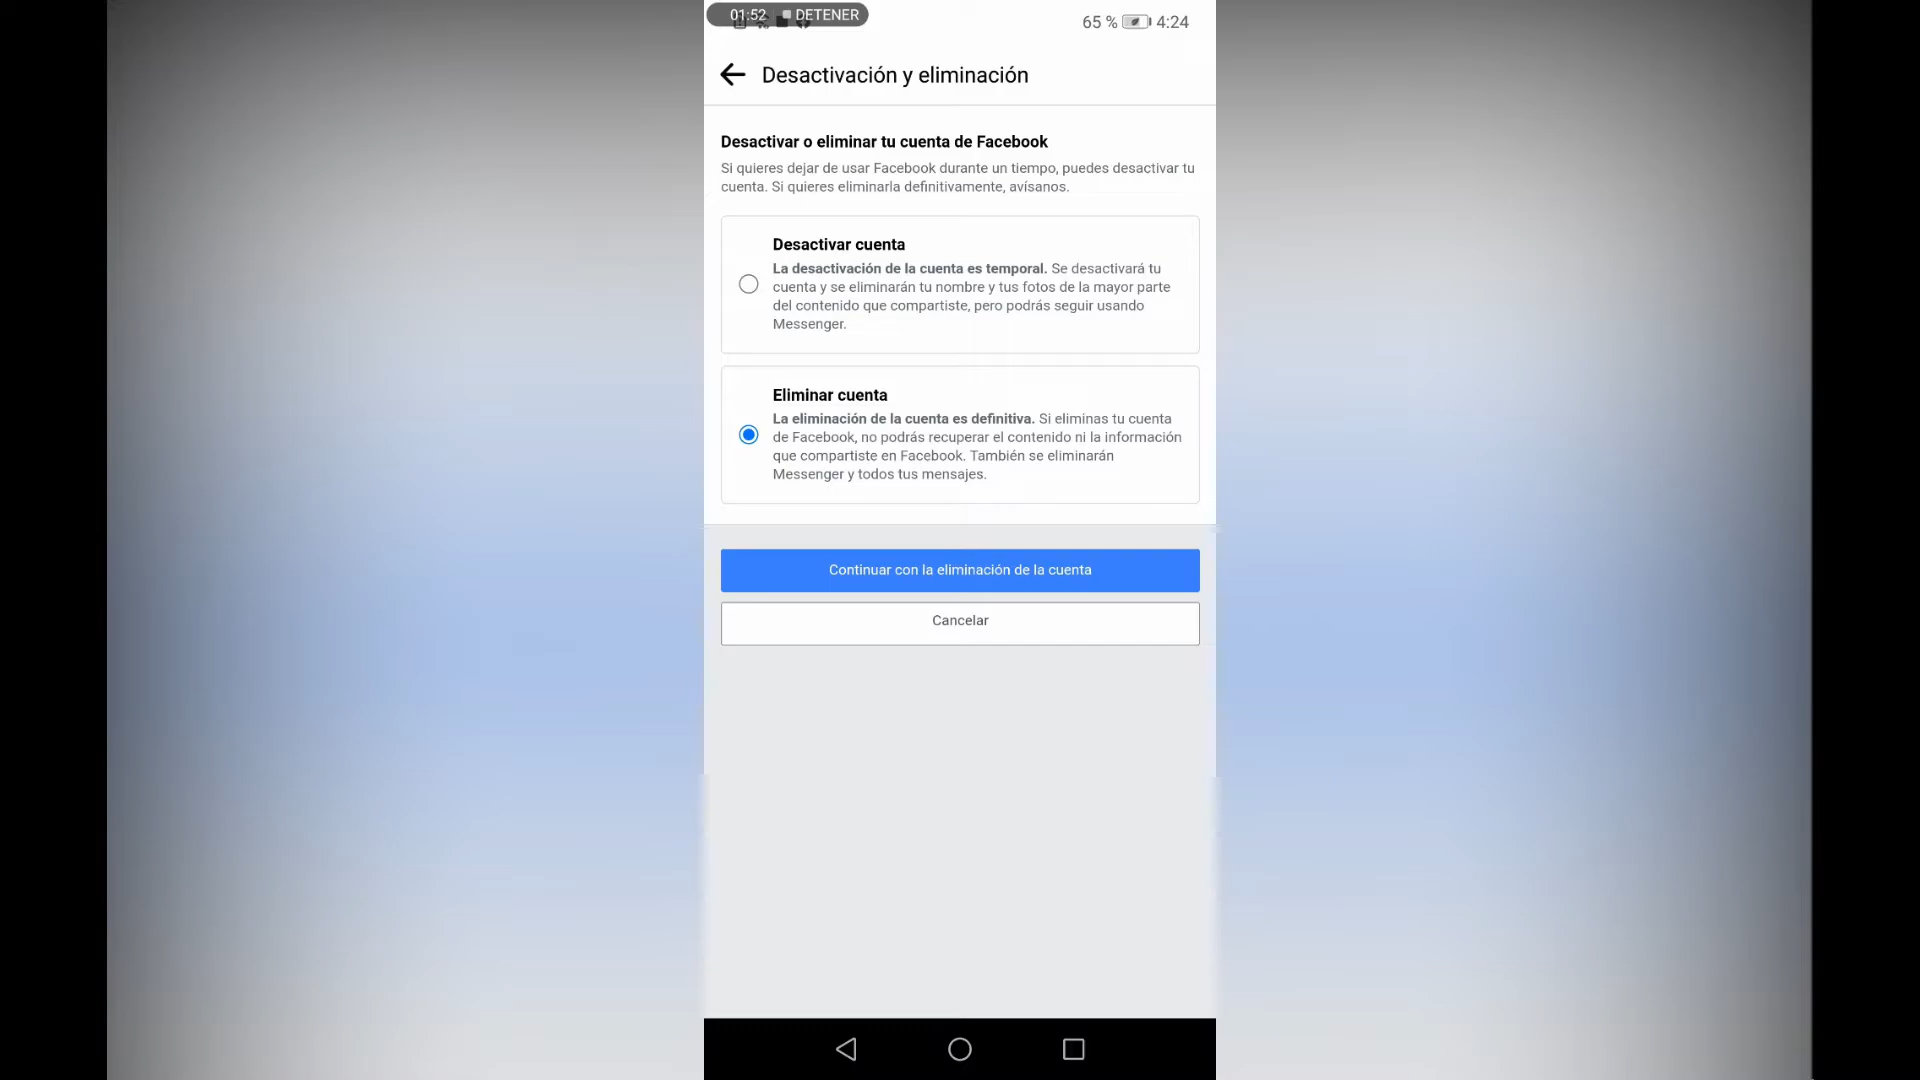 01:52 DETENER
65 % 4:24
Desactivación y eliminación
Desactivar o eliminar tu cuenta de Facebook
Si quieres dejar de usar Facebook durante un tiempo, puedes desactivar tu
cuenta. Si quieres eliminarla definitivamente, avísanos.
Desactivar cuenta
La desactivación de la cuenta es temporal. Se desactivará tu
cuenta y se eliminarán tu nombre y tus fotos de la mayor parte
del contenido que compartiste, pero podrás seguir usando
Messenger.
Eliminar cuenta
La eliminación de la cuenta es definitiva. Si eliminas tu cuenta
de Facebook, no podrás recuperar el contenido ni la información
que compartiste en Facebook. También se eliminarán
Messenger y todos tus mensajes.
Continuar con la eliminación de la cuenta
Cancelar